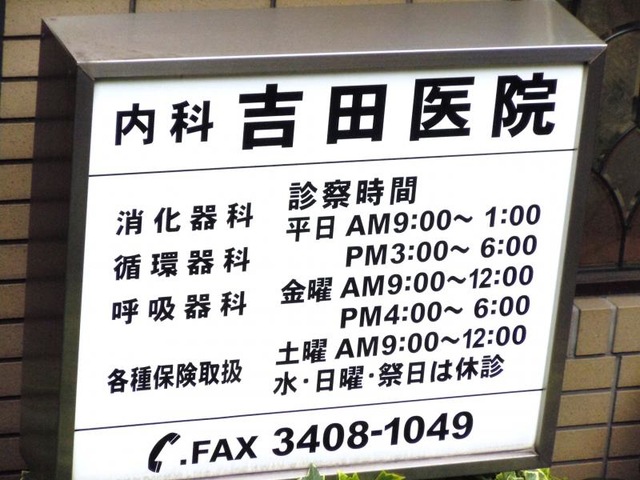 内科 吉田医院
診察時間
消化器科 平日 AM9:00〜 1:00
循環器科 PM3:00〜 6:00
呼吸器科 金曜 AM9:00〜12:00
PM4:00〜 6:00
土曜 AM9:00〜12:00
各種保険取扱 水・日曜・祭日は休診
.FAX 3408-1049